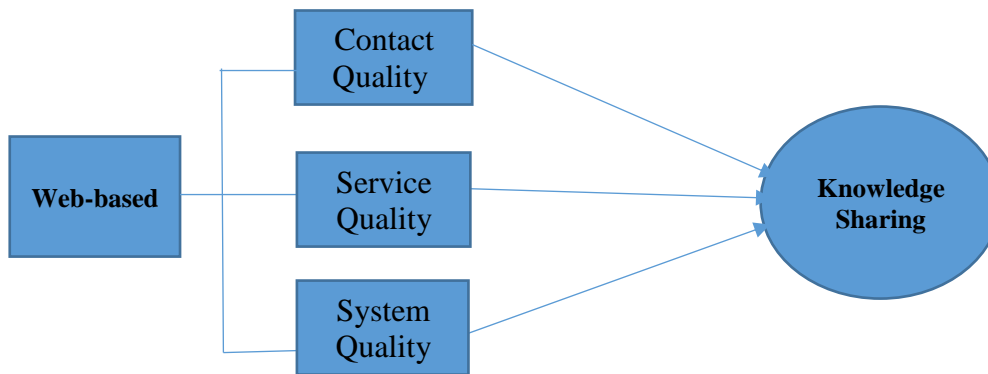 Contact
Quality
Web-based
Service
Quality
System
Quality
Knowledge
Sharing